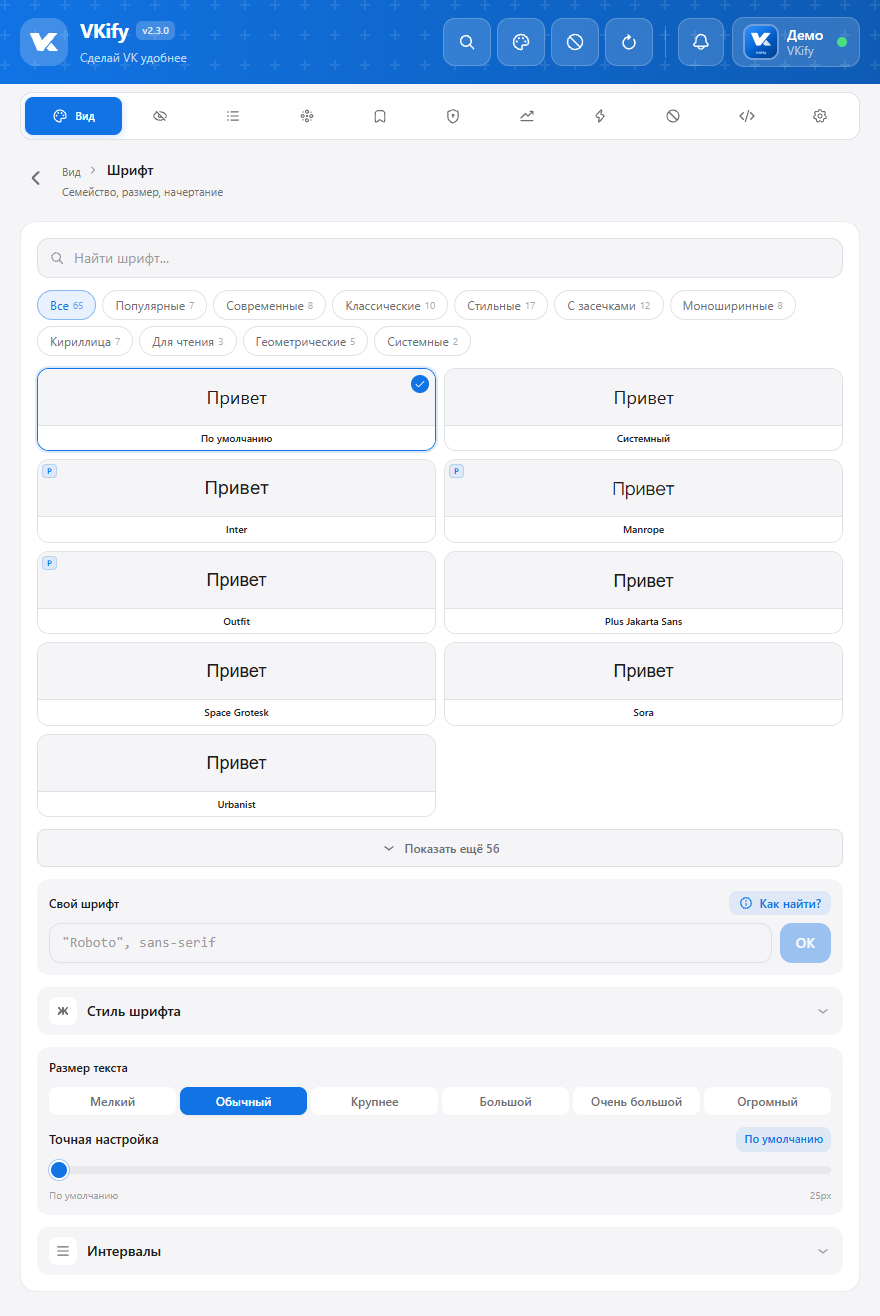 VKify v2.3.0
Сделай VK удобнее
Демо
VKify
Вид
Вид > Шрифт
Семейство, размер, начертание
Найти шрифт...
Все 65 Популярные 7 Современные 8 Классические 10 Стильные 17 С засечками 12 Моноширинные 8
Кириллица 7 Для чтения 3 Геометрические 5 Системные 2
Привет Привет
По умолчанию Системный
P P
Привет Привет
Inter Manrope
P
Привет Привет
Outfit Plus Jakarta Sans
Привет Привет
Space Grotesk Sora
Привет
Urbanist
Показать ещё 56
Свой шрифт Как найти?
"Roboto", sans-serif ОК
Ж Стиль шрифта
Размер текста
Мелкий Обычный Крупнее Большой Очень большой Огромный
Точная настройка По умолчанию
По умолчанию 25px
Интервалы